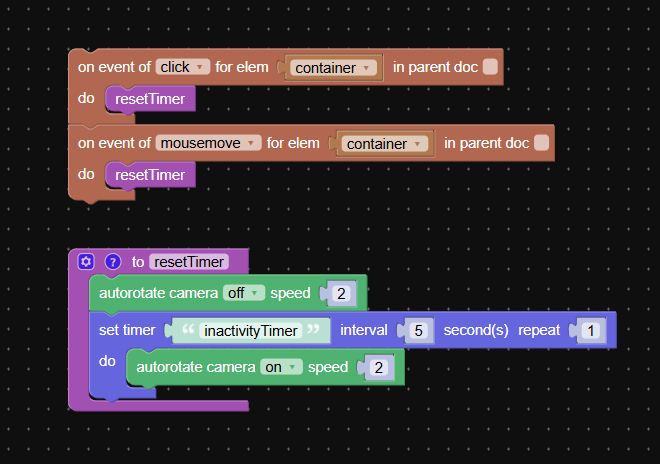 on event of click for elem container in parent doc
do resetTimer
on event of mousemove for elem container in parent doc
do resetTimer
? to resetTimer
autorotate camera off speed 2
set timer “ inactivityTimer ” interval 5 second(s) repeat 1
do autorotate camera on speed 2